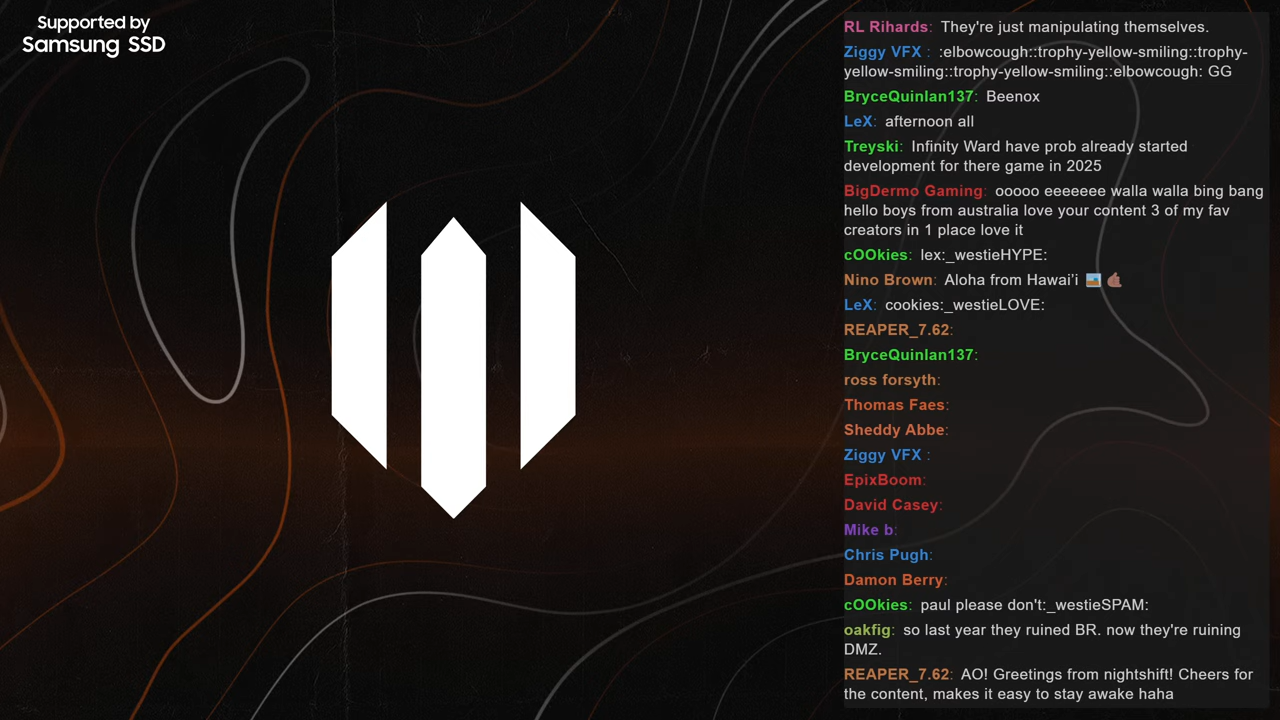 Supported by
Samsung SSD
RL Rihards: They're just manipulating themselves.
Ziggy VFX : :elbowcough::trophy-yellow-smiling::trophy-
yellow-smiling::trophy-yellow-smiling::elbowcough: GG
BryceQuinlan137: Beenox
LeX: afternoon all
Treyski: Infinity Ward have prob already started
development for there game in 2025
BigDermo Gaming: ooooo eeeeeee walla walla bing bang
hello boys from australia love your content 3 of my fav
creators in 1 place love it
cOOkies: lex:_westieHYPE:
Nino Brown: Aloha from Hawai'i 🏝️🤙🏽
LeX: cookies:_westieLOVE:
REAPER_7.62:
BryceQuinlan137:
ross forsyth:
Thomas Faes:
Sheddy Abbe:
Ziggy VFX :
EpixBoom:
David Casey:
Mike b:
Chris Pugh:
Damon Berry:
cOOkies: paul please don't:_westieSPAM:
oakfig: so last year they ruined BR. now they're ruining
DMZ.
REAPER_7.62: AO! Greetings from nightshift! Cheers for
the content, makes it easy to stay awake haha